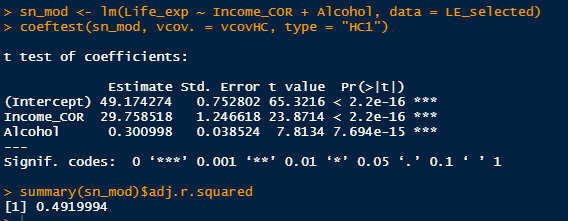 > sn_mod <- lm(Life_exp ~ Income_COR + Alcohol, data = LE_selected)
> coeftest(sn_mod, vcov. = vcovHC, type = "HC1")
t test of coefficients:
Estimate Std. Error t value Pr(>|t|)
(Intercept) 49.174274 0.752802 65.3216 < 2.2e-16 ***
Income_COR 29.758518 1.246618 23.8714 < 2.2e-16 ***
Alcohol 0.300998 0.038524 7.8134 7.694e-15 ***
---
Signif. codes: 0 ‘***’ 0.001 ‘**’ 0.01 ‘*’ 0.05 ‘.’ 0.1 ‘ ’ 1
> summary(sn_mod)$adj.r.squared
[1] 0.4919994
>